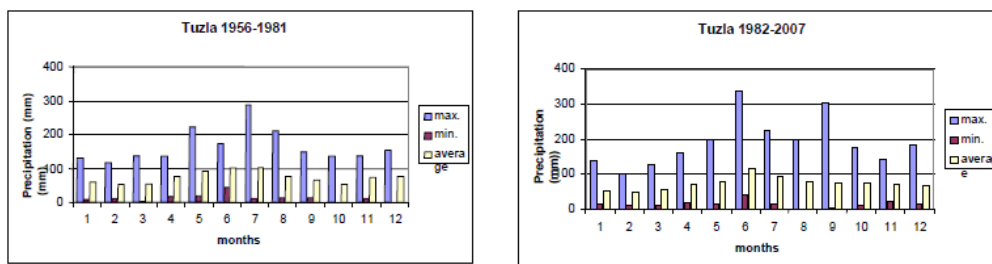 Tuzla 1956-1981
400
300
200
100
0
Precipitation (mm)
(mm)
1 2 3 4 5 6 7 8 9 10 11 12
months
max.
min.
avera
ge
Tuzla 1982-2007
400
300
200
100
0
Precipitation
(mm))
1 2 3 4 5 6 7 8 9 10 11 12
months
max.
min.
averag
e